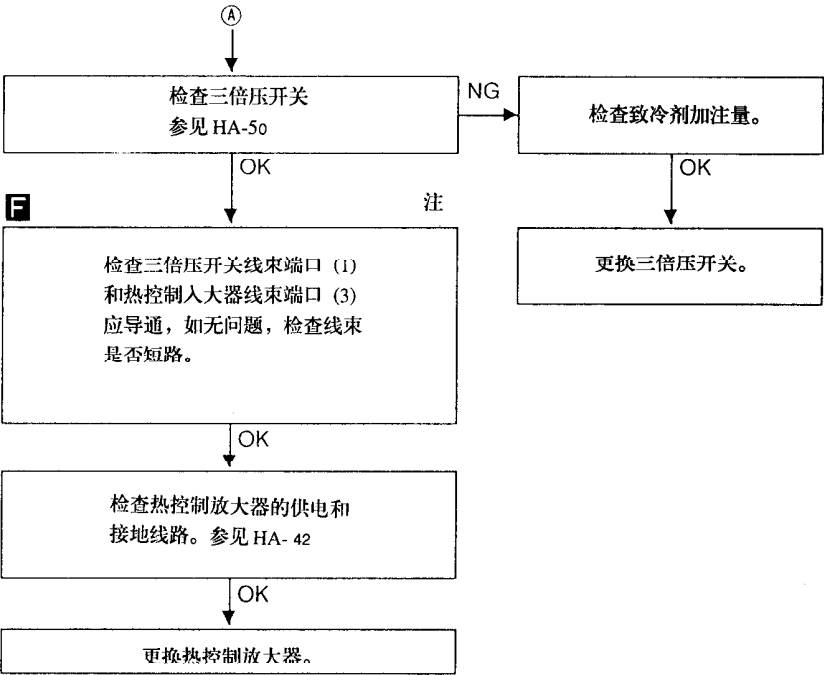 Ⓐ
检查三倍压开关
参见 HA-50
NG
检查致冷剂加注量。
OK
OK
F
注
检查三倍压开关线束端口 (1)
和热控制入大器线束端口 (3)
应导通，如无问题，检查线束
是否短路。
更换三倍压开关。
OK
检查热控制放大器的供电和
接地线路。参见 HA- 42
OK
更换热控制放大器。